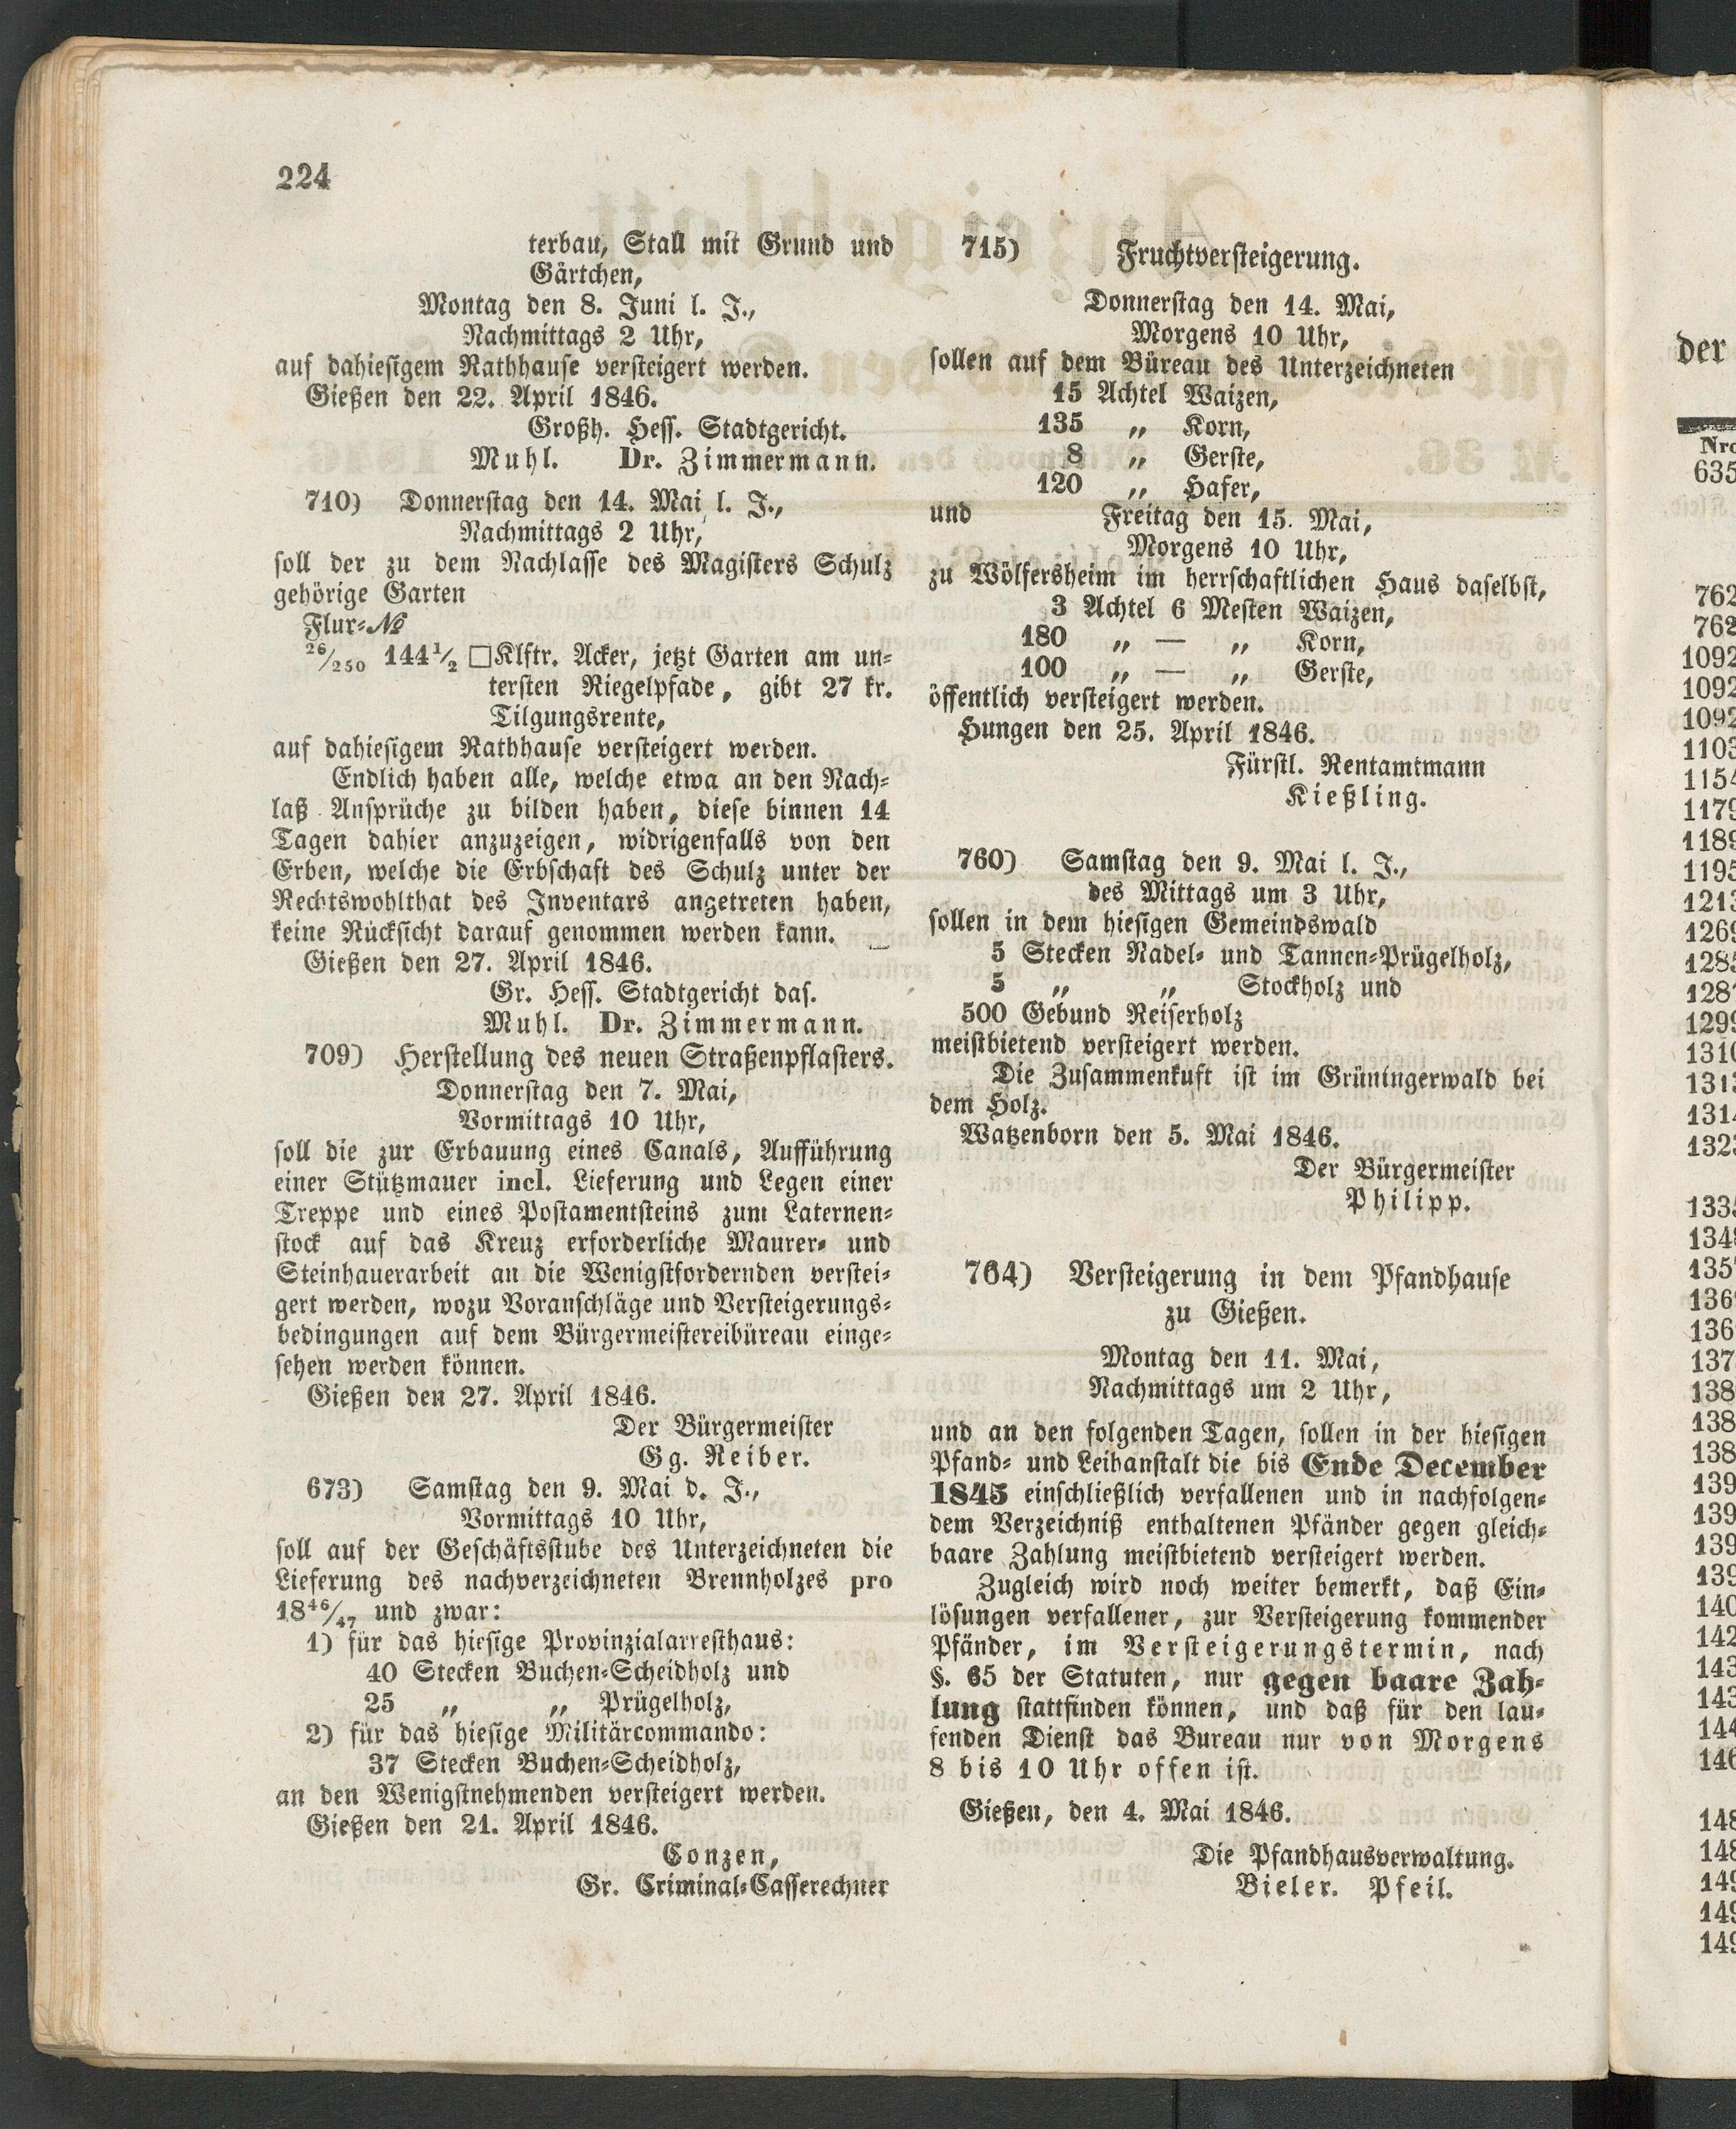 224
terbau, Stall mit Grund und
Gärtchen,
Montag den 8. Juni l. J.,
Nachmittags 2 Uhr,
auf dahiesigem Rathhause versteigert werden.
Gießen den 22. April 1846.
Großh. Hess. Stadtgericht.
Muhl. Dr. Zimmermann.
710) Donnerstag den 14. Mai l. J.,
Nachmittags 2 Uhr,
soll der zu dem Nachlasse des Magisters Schulz
gehörige Garten
Flur-№
26/250 144 1/2 □Klftr. Acker, jetzt Garten am un-
tersten Riegelpfade, gibt 27 kr.
Tilgungsrente,
auf dahiesigem Rathhause versteigert werden.
Endlich haben alle, welche etwa an den Nach-
laß Ansprüche zu bilden haben, diese binnen 14
Tagen dahier anzuzeigen, widrigenfalls von den
Erben, welche die Erbschaft des Schulz unter der
Rechtswohlthat des Inventars angetreten haben,
keine Rücksicht darauf genommen werden kann.
Gießen den 27. April 1846.
Gr. Hess. Stadtgericht das.
Muhl. Dr. Zimmermann.
709) Herstellung des neuen Straßenpflasters.
Donnerstag den 7. Mai,
Vormittags 10 Uhr,
soll die zur Erbauung eines Canals, Aufführung
einer Stützmauer incl. Lieferung und Legen einer
Treppe und eines Postamentsteins zum Laternen-
stock auf das Kreuz erforderliche Maurer- und
Steinhauerarbeit an die Wenigstfordernden verstei-
gert werden, wozu Voranschläge und Versteigerungs-
bedingungen auf dem Bürgermeistereibüreau einge-
sehen werden können.
Gießen den 27. April 1846.
Der Bürgermeister
Gg. Reiber.
673) Samstag den 9. Mai d. J.,
Vormittags 10 Uhr,
soll auf der Geschäftsstube des Unterzeichneten die
Lieferung des nachverzeichneten Brennholzes pro
1846/47 und zwar:
1) für das hiesige Provinzialarresthaus:
40 Stecken Buchen-Scheidholz und
25 „ „ Prügelholz,
2) für das hiesige Militärcommando:
37 Stecken Buchen-Scheidholz,
an den Wenigstnehmenden versteigert werden.
Gießen den 21. April 1846.
Conzen,
Gr. Criminal-Casserechner
715) Fruchtversteigerung.
Donnerstag den 14. Mai,
Morgens 10 Uhr,
sollen auf dem Büreau des Unterzeichneten
15 Achtel Waizen,
135 „ Korn,
8 „ Gerste,
120 „ Hafer,
und Freitag den 15. Mai,
Morgens 10 Uhr,
zu Wölfersheim im herrschaftlichen Haus daselbst,
3 Achtel 6 Mesten Waizen,
180 „ — „ Korn,
100 „ — „ Gerste,
öffentlich versteigert werden.
Hungen den 25. April 1846.
Fürstl. Rentamtmann
Kießling.
760) Samstag den 9. Mai l. J.,
des Mittags um 3 Uhr,
sollen in dem hiesigen Gemeindswald
5 Stecken Nadel- und Tannen-Prügelholz,
5 „ „ Stockholz und
500 Gebund Reiserholz
meistbietend versteigert werden.
Die Zusammenkuft ist im Grüningerwald bei
dem Holz.
Watzenborn den 5. Mai 1846.
Der Bürgermeister
Philipp.
764) Versteigerung in dem Pfandhause
zu Gießen.
Montag den 11. Mai,
Nachmittags um 2 Uhr,
und an den folgenden Tagen, sollen in der hiesigen
Pfand- und Leihanstalt die bis Ende December
1845 einschließlich verfallenen und in nachfolgen-
dem Verzeichniß enthaltenen Pfänder gegen gleich-
baare Zahlung meistbietend versteigert werden.
Zugleich wird noch weiter bemerkt, daß Ein-
lösungen verfallener, zur Versteigerung kommender
Pfänder, im Versteigerungstermin, nach
§. 65 der Statuten, nur gegen baare Zah-
lung stattfinden können, und daß für den lau-
fenden Dienst das Bureau nur von Morgens
8 bis 10 Uhr offen ist.
Gießen, den 4. Mai 1846.
Die Pfandhausverwaltung.
Bieler. Pfeil.
der
635
762
762
1092
1092
1092
1103
1154
1179
1189
1195
1213
1269